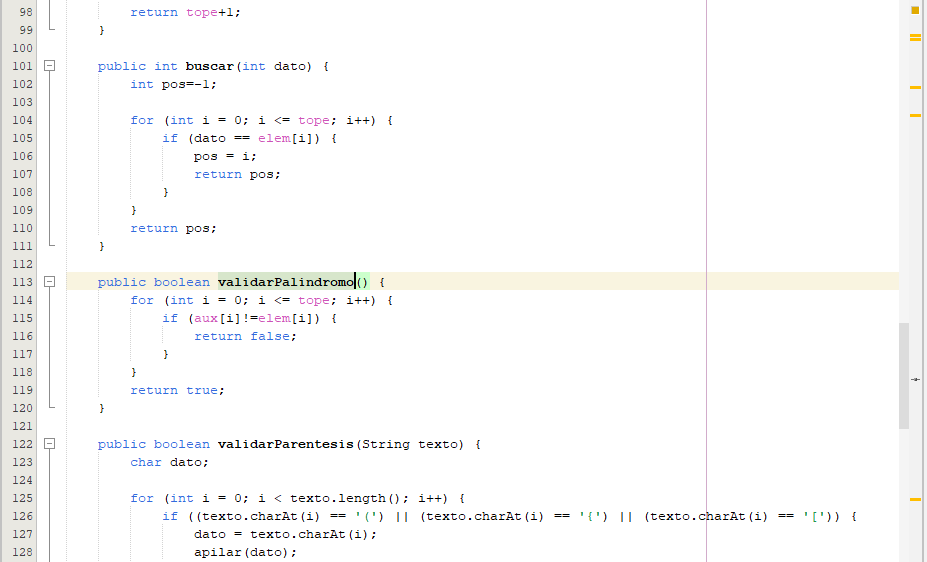 98 return tope+1;
99 }
100
101 public int buscar(int dato) {
102 int pos=-1;
103
104 for (int i = 0; i <= tope; i++) {
105 if (dato == elem[i]) {
106 pos = i;
107 return pos;
108 }
109 }
110 return pos;
111 }
112
113 public boolean validarPalindromo() {
114 for (int i = 0; i <= tope; i++) {
115 if (aux[i]!=elem[i]) {
116 return false;
117 }
118 }
119 return true;
120 }
121
122 public boolean validarParentesis(String texto) {
123 char dato;
124
125 for (int i = 0; i < texto.length(); i++) {
126 if ((texto.charAt(i) == '(') || (texto.charAt(i) == '{') || (texto.charAt(i) == '[')) {
127 dato = texto.charAt(i);
128 apilar(dato);